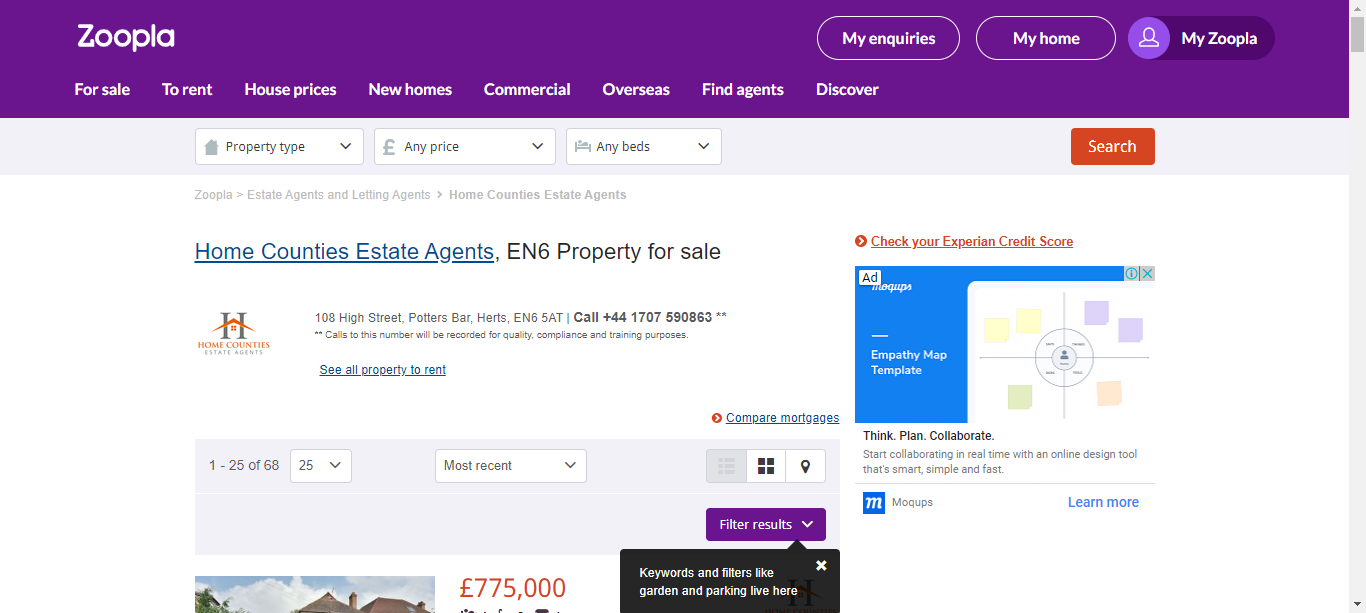 Zoopla
My enquiries
My home
My Zoopla
For sale
To rent
House prices
New homes
Commercial
Overseas
Find agents
Discover
Property type
£ Any price
Any beds
Search
Zoopla > Estate Agents and Letting Agents > Home Counties Estate Agents
Home Counties Estate Agents, EN6 Property for sale
H
HOME COUNTIES
ESTATE AGENTS
108 High Street, Potters Bar, Herts, EN6 5AT | Call +44 1707 590863 **
** Calls to this number will be recorded for quality, compliance and training purposes.
See all property to rent
Compare mortgages
1 - 25 of 68
25
Most recent
Filter results
Keywords and filters like
garden and parking live here
£775,000
Check your Experian Credit Score
Ad
moqups
Empathy Map
Template
Think. Plan. Collaborate.
Start collaborating in real time with an online design tool
that's smart, simple and fast.
m Moqups
Learn more